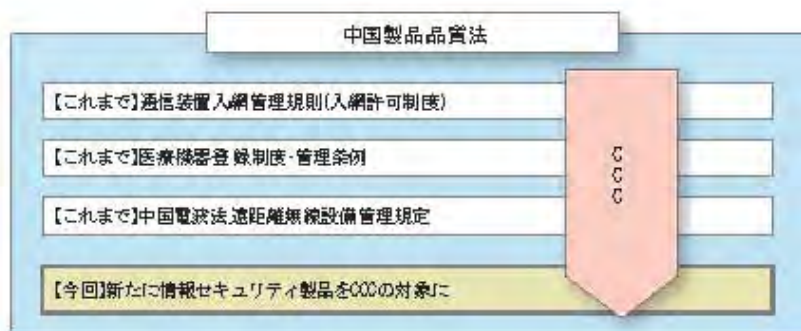 中国製品品質法
【これまで】通信装置入網管理規則(入網許可制度)
【これまで】医療機器登録制度・管理条例
【これまで】中国電波法,遠距離無線設備管理規定
CCC
【今回】新たに情報セキュリティ製品をCCCの対象に